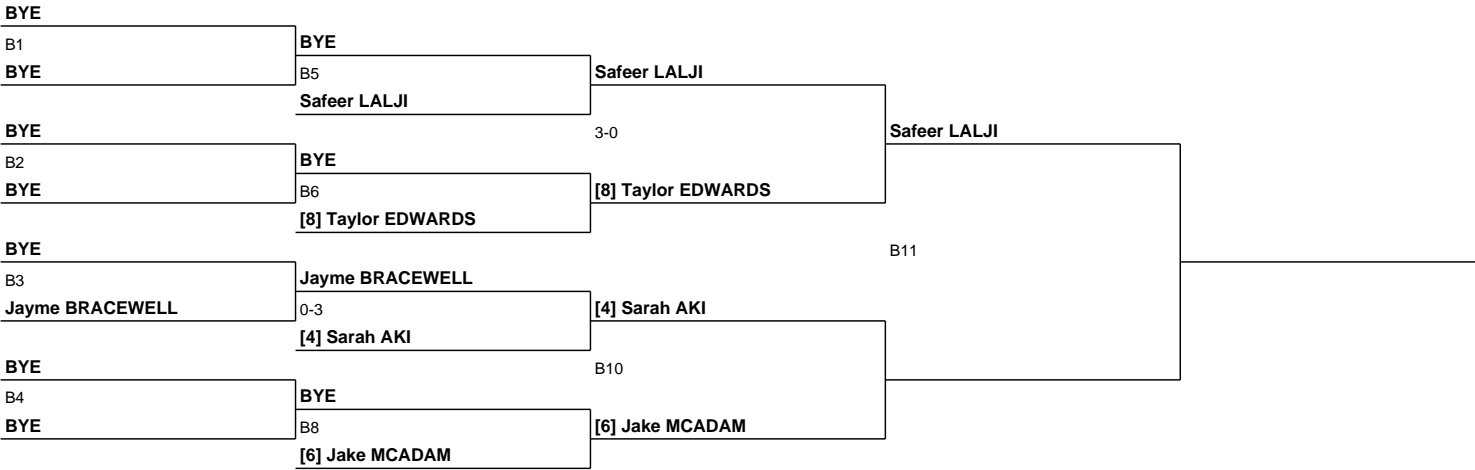 BYE
B1
BYE
BYE
B5
Safeer LALJI
Safeer LALJI
BYE
B2
BYE
BYE
B6
[8] Taylor EDWARDS
3-0
[8] Taylor EDWARDS
Safeer LALJI
BYE
B3
Jayme BRACEWELL
Jayme BRACEWELL
0-3
[4] Sarah AKI
[4] Sarah AKI
BYE
B4
BYE
BYE
B8
[6] Jake MCADAM
B10
[6] Jake MCADAM
B11